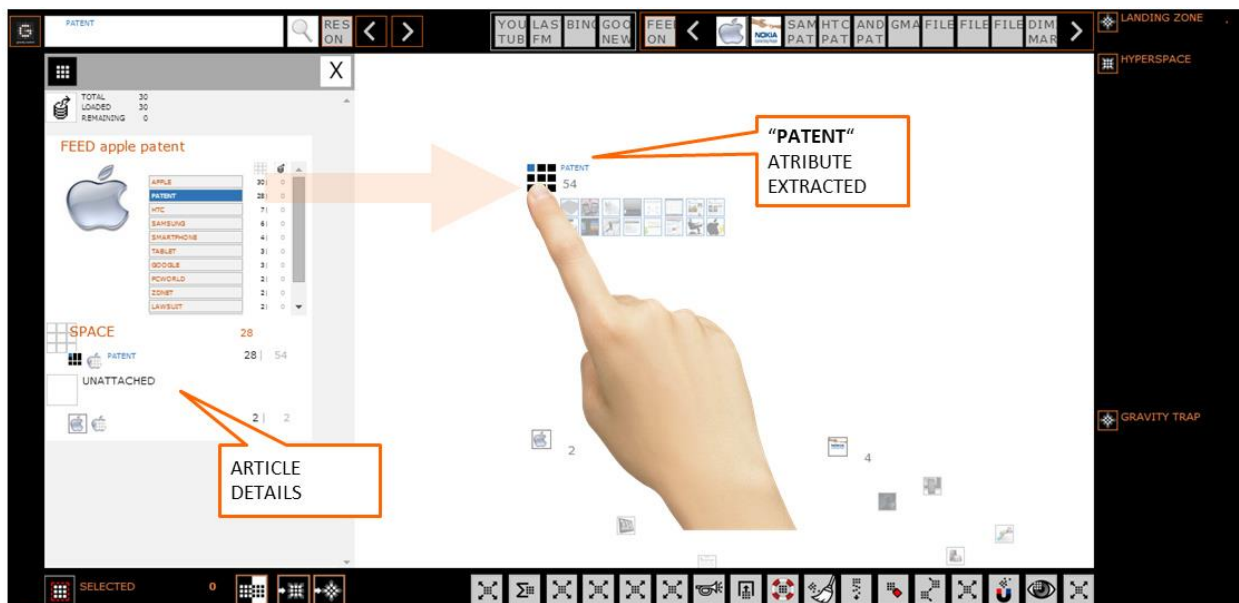 PATENT
RES
ON
YOU
TUB
LAS
FM
BIN
GOO
NEW
FEE
ON
NOKIA
SAM
PAT
HTC
PAT
AND
PAT
GMA
FILE
FILE
FILE
DIM
MAR
LANDING ZONE
HYPERSPACE
X
TOTAL 30
LOADED 30
REMAINING 0
FEED apple patent
APPLE 30| 0
PATENT 28| 0
HTC 7| 0
SAMSUNG 6| 0
SMARTPHONE 4| 0
TABLET 3| 0
GOOGLE 3| 0
PCWORLD 2| 0
ZDNET 2| 0
LAWSUIT 2| 0
SPACE 28
PATENT 28| 54
UNATTACHED
2| 2
ARTICLE
DETAILS
PATENT
54
"PATENT"
ATRIBUTE
EXTRACTED
2
4
GRAVITY TRAP
SELECTED 0